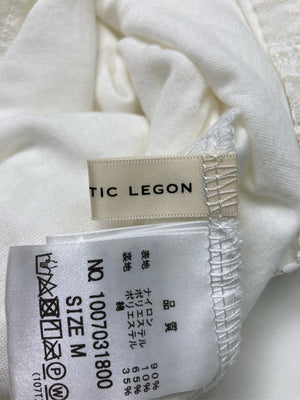 TIC LEGON
品質
表地
ナイロン 90%
ポリエステル 10%
裏地
ポリエステル 65%
綿 35%
NO 1007031800
SIZE M